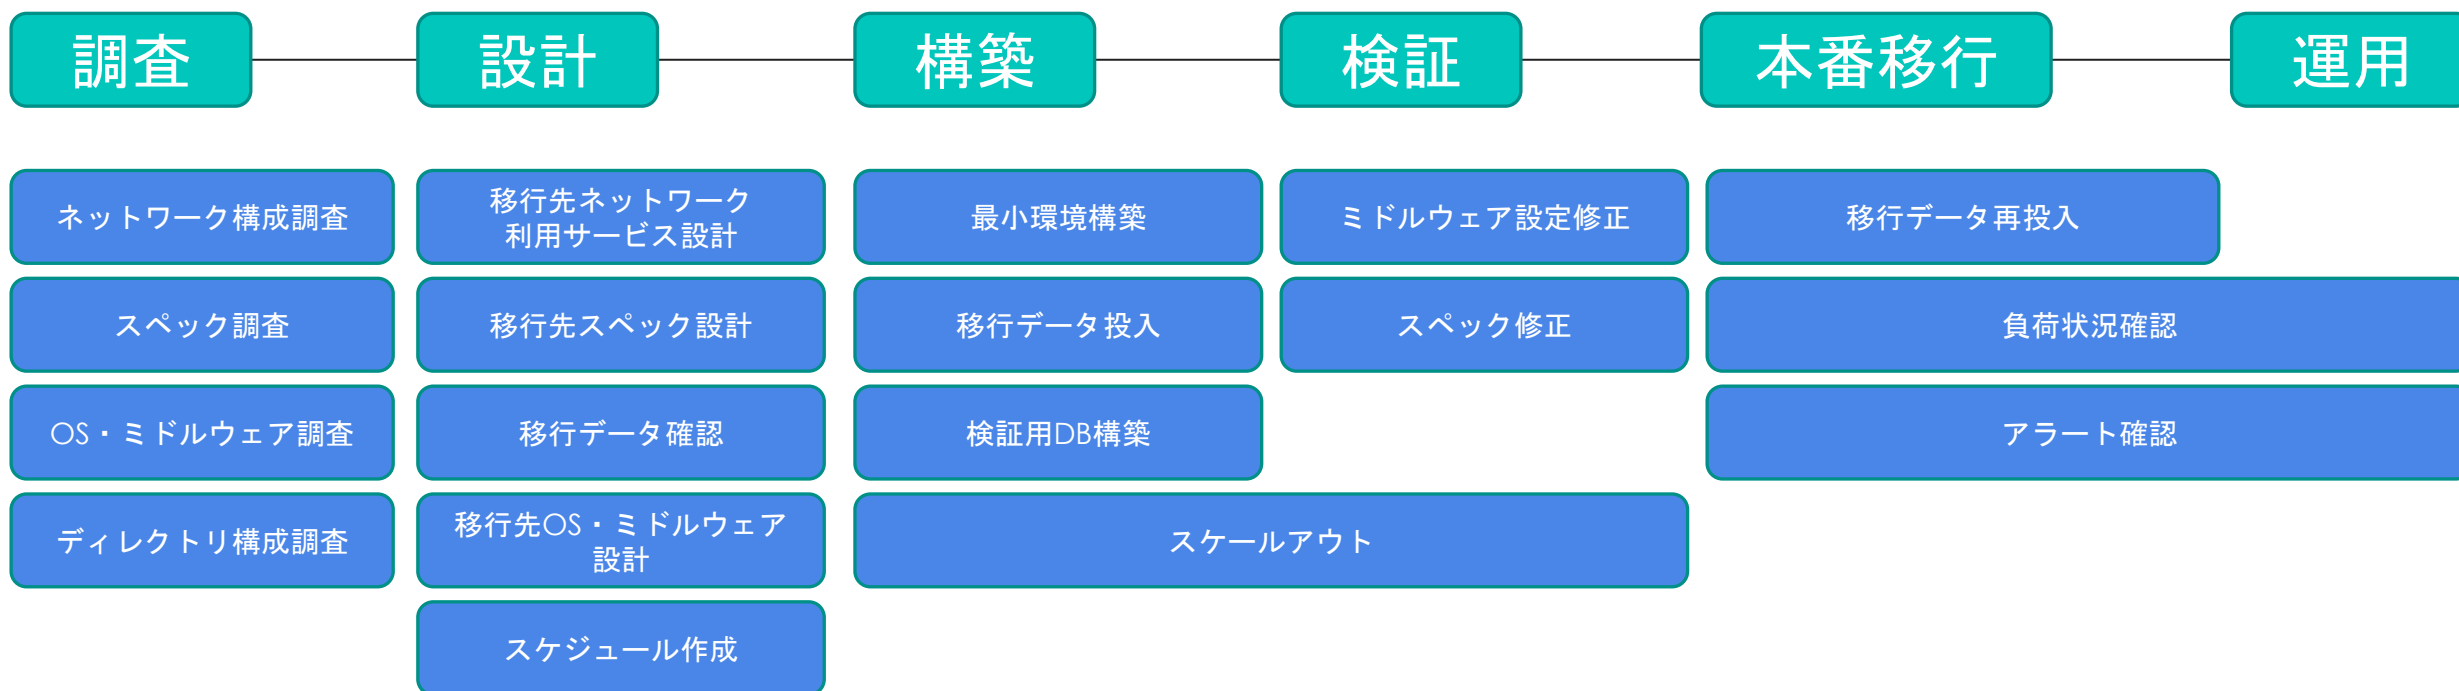 調査
設計
構築
検証
本番移行
運用
ネットワーク構成調査
移行先ネットワーク
利用サービス設計
最小環境構築
ミドルウェア設定修正
移行データ再投入
スペック調査
移行先スペック設計
移行データ投入
スペック修正
負荷状況確認
OS・ミドルウェア調査
移行データ確認
検証用DB構築
アラート確認
ディレクトリ構成調査
移行先OS・ミドルウェア
設計
スケールアウト
スケジュール作成